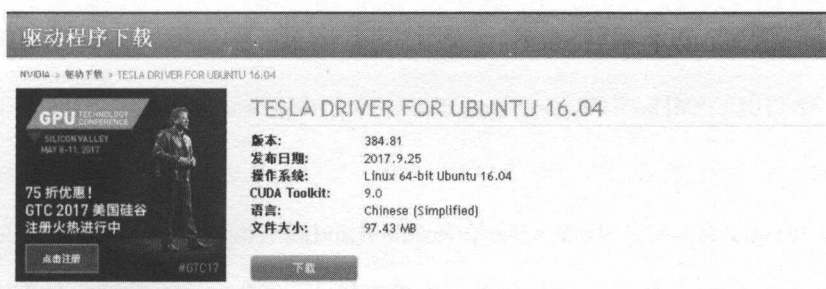 驱动程序下载
NVIDIA > 驱动下载 > TESLA DRIVER FOR UBUNTU 16.04
GPU TECHNOLOGY CONFERENCE
SILICON VALLEY
MAY 8-11, 2017
75 折优惠!
GTC 2017 美国硅谷
注册火热进行中
点击注册
#GTC17
TESLA DRIVER FOR UBUNTU 16.04
版本: 384.81
发布日期: 2017.9.25
操作系统: Linux 64-bit Ubuntu 16.04
CUDA Toolkit: 9.0
语言: Chinese (Simplified)
文件大小: 97.43 MB
下载